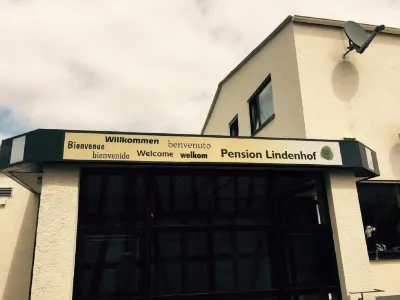 Willkommen benvenuto
Bienvenue
bienvenido Welcome welkom Pension Lindenhof